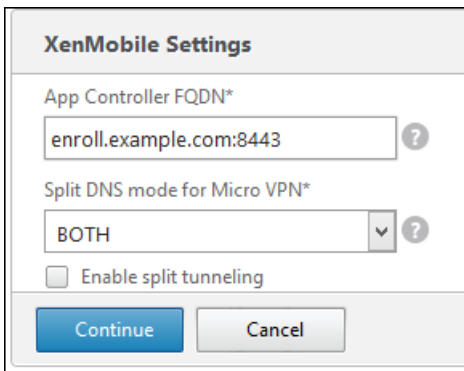 XenMobile Settings
App Controller FQDN*
enroll.example.com:8443
?
Split DNS mode for Micro VPN*
BOTH
?
Enable split tunneling
Continue
Cancel